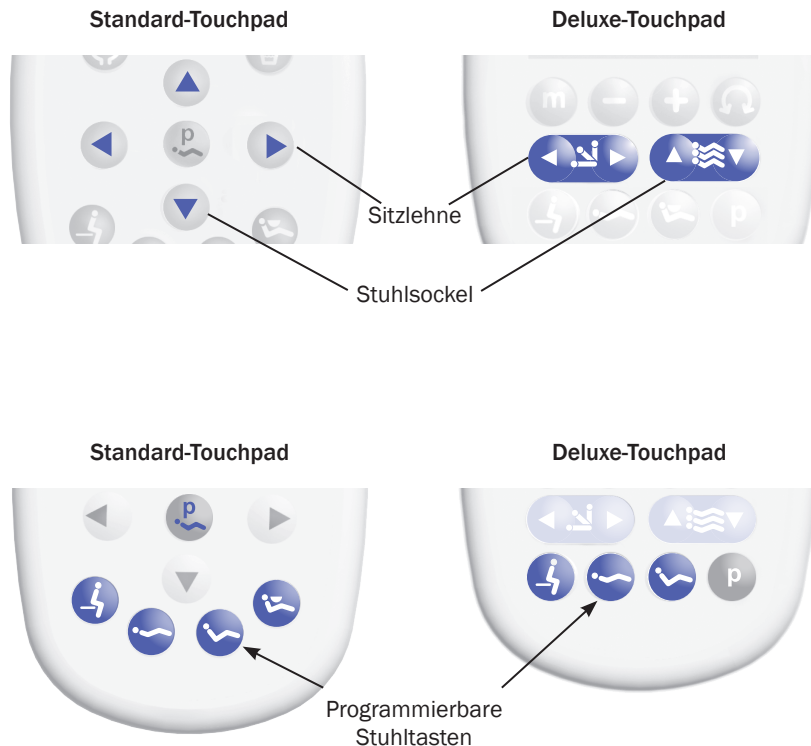 Standard-Touchpad
Deluxe-Touchpad
p
m
Sitzlehne
p
Stuhlsockel
Standard-Touchpad
Deluxe-Touchpad
p
p
Programmierbare
Stuhltasten